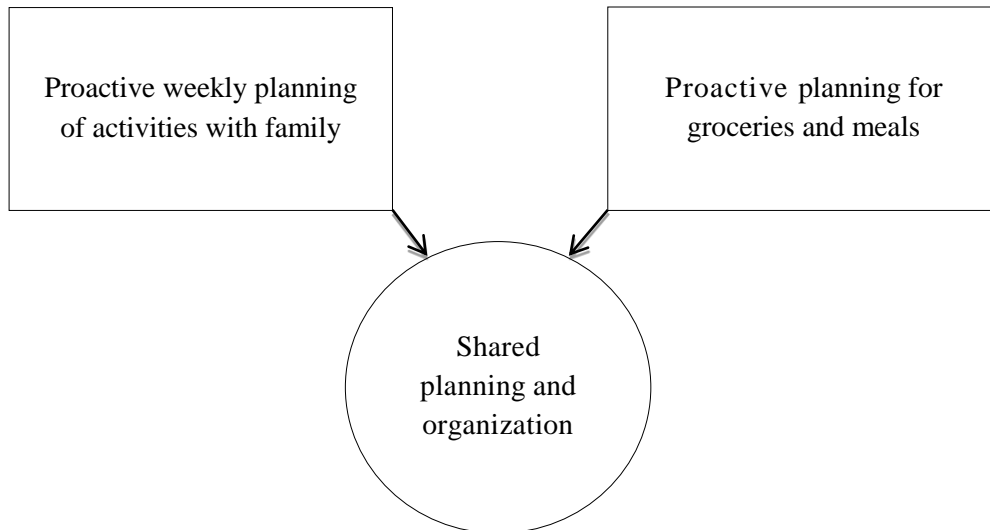 Proactive weekly planning
of activities with family
Proactive planning for
groceries and meals
Shared
planning and
organization